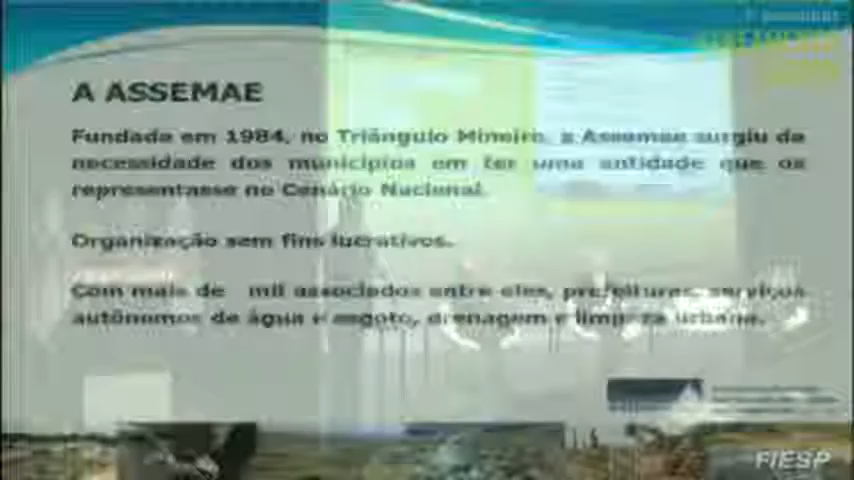 A ASSEMAE
Fundada em 1984, no Triângulo Mineiro, a Assemae surgiu da
necessidade dos municípios em ter uma entidade que os
representasse no Cenário Nacional.
Organização sem fins lucrativos.
Com mais de mil associados entre eles, prefeituras, serviços
autônomos de água e esgoto, drenagem e limpeza urbana.
FIESP